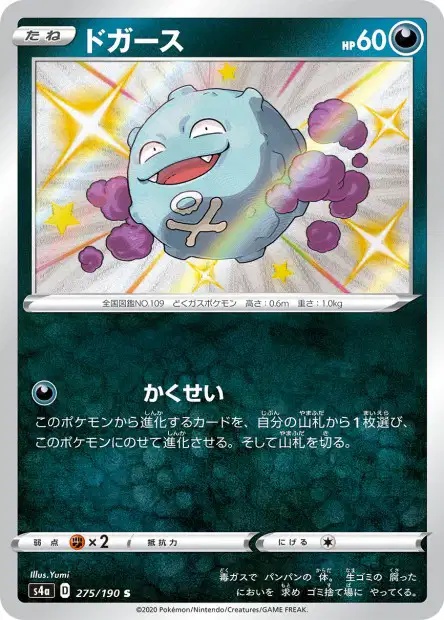 たね ドガース HP60
全国図鑑NO.109 どくガスポケモン 高さ:0.6m 重さ:1.0kg
かくせい
このポケモンから進化するカードを、自分の山札から1枚選び、
このポケモンにのせて進化させる。そして山札を切る。
弱点 ×2 抵抗力 にげる
Illus.Yumi
毒ガスで パンパンの 体。 生ゴミの 腐った
s4a D 275/190 S
においを 求め ゴミ捨て場に やってくる。
©2020 Pokémon/Nintendo/Creatures/GAME FREAK.